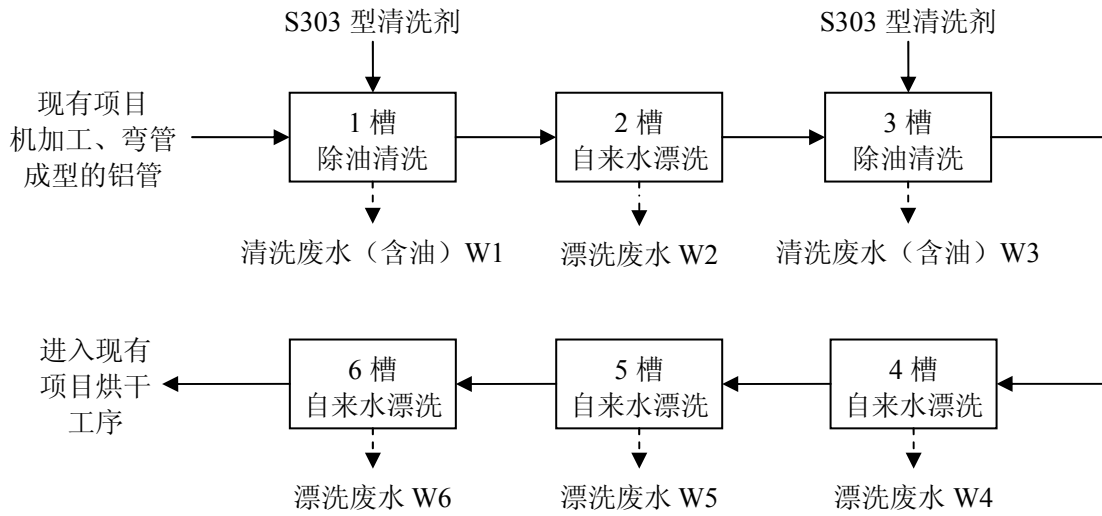 S303 型清洗剂
S303 型清洗剂
现有项目
机加工、弯管
成型的铝管
1 槽
除油清洗
2 槽
自来水漂洗
3 槽
除油清洗
清洗废水（含油）W1
漂洗废水 W2
清洗废水（含油）W3
进入现有
项目烘干
工序
6 槽
自来水漂洗
5 槽
自来水漂洗
4 槽
自来水漂洗
漂洗废水 W6
漂洗废水 W5
漂洗废水 W4